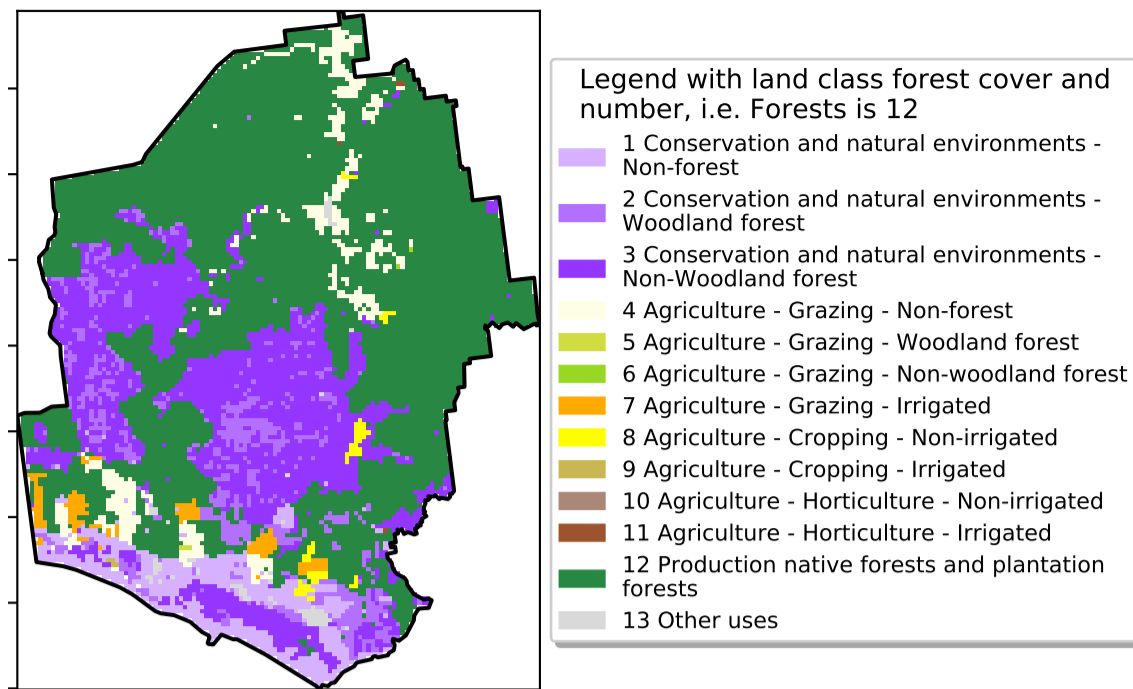 Legend with land class forest cover and
number, i.e. Forests is 12
1 Conservation and natural environments -
Non-forest
2 Conservation and natural environments -
Woodland forest
3 Conservation and natural environments -
Non-Woodland forest
4 Agriculture - Grazing - Non-forest
5 Agriculture - Grazing - Woodland forest
6 Agriculture - Grazing - Non-woodland forest
7 Agriculture - Grazing - Irrigated
8 Agriculture - Cropping - Non-irrigated
9 Agriculture - Cropping - Irrigated
10 Agriculture - Horticulture - Non-irrigated
11 Agriculture - Horticulture - Irrigated
12 Production native forests and plantation
forests
13 Other uses